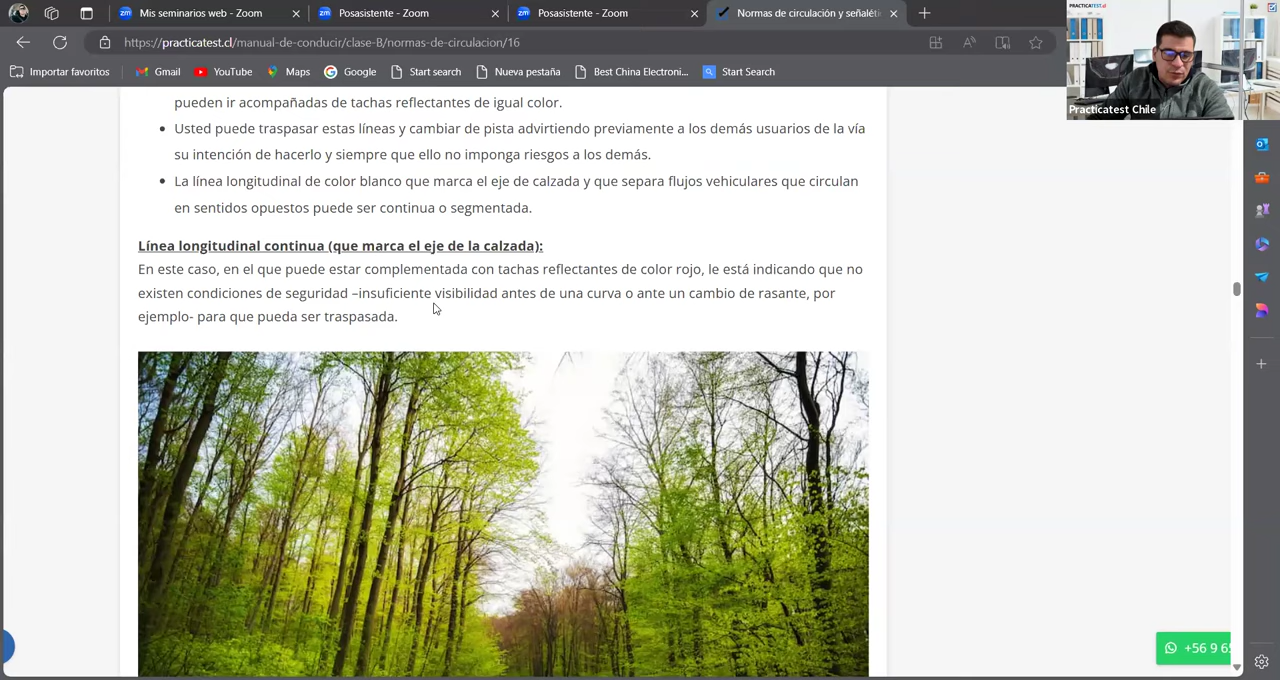 Mis seminarios web - Zoom
Posasistente - Zoom
Posasistente - Zoom
Normas de circulación y señaléti
https://practicatest.cl/manual-de-conducir/clase-B/normas-de-circulacion/16
Importar favoritos
Gmail
YouTube
Maps
Google
Start search
Nueva pestaña
Best China Electroni...
Start Search
PRACTICATEST.cl
Practicatest Chile
pueden ir acompañadas de tachas reflectantes de igual color.
Usted puede traspasar estas líneas y cambiar de pista advirtiendo previamente a los demás usuarios de la vía
su intención de hacerlo y siempre que ello no imponga riesgos a los demás.
La línea longitudinal de color blanco que marca el eje de calzada y que separa flujos vehiculares que circulan
en sentidos opuestos puede ser continua o segmentada.
Línea longitudinal continua (que marca el eje de la calzada):
En este caso, en el que puede estar complementada con tachas reflectantes de color rojo, le está indicando que no
existen condiciones de seguridad –insuficiente visibilidad antes de una curva o ante un cambio de rasante, por
ejemplo- para que pueda ser traspasada.
+56 9 6